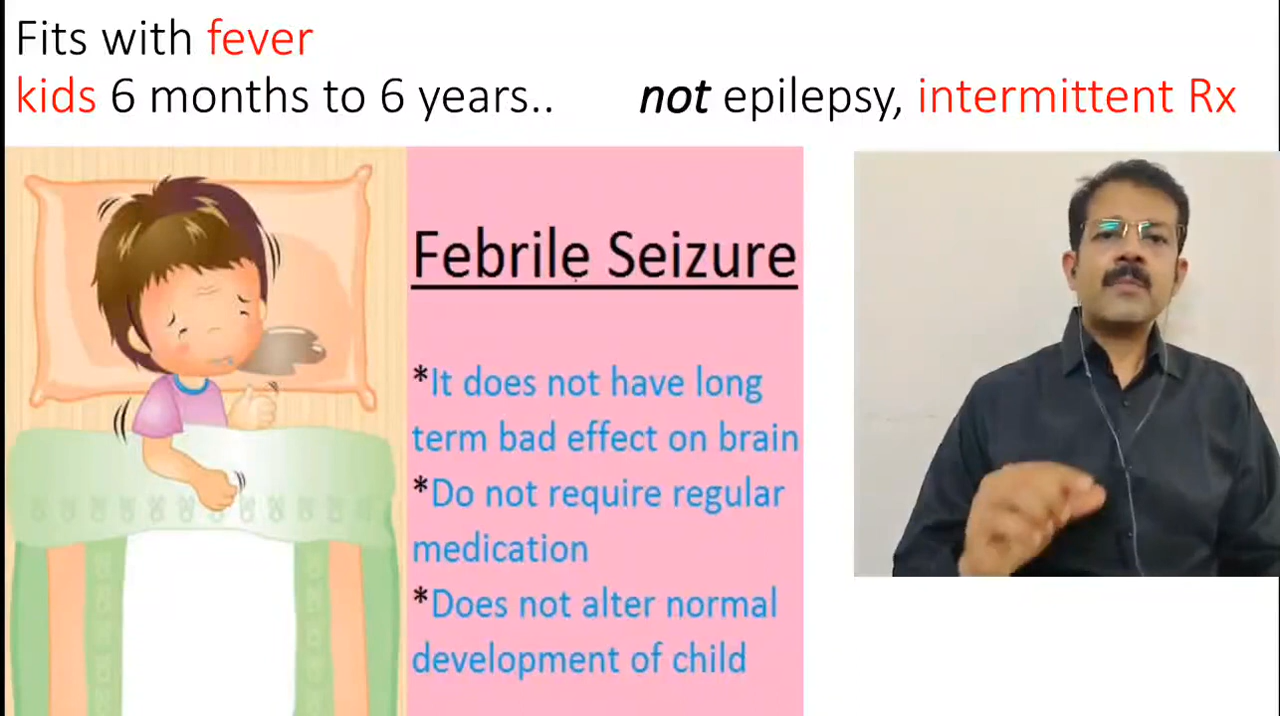 Fits with fever
kids 6 months to 6 years.. not epilepsy, intermittent Rx
Febrile Seizure
*It does not have long
term bad effect on brain
*Do not require regular
medication
*Does not alter normal
development of child